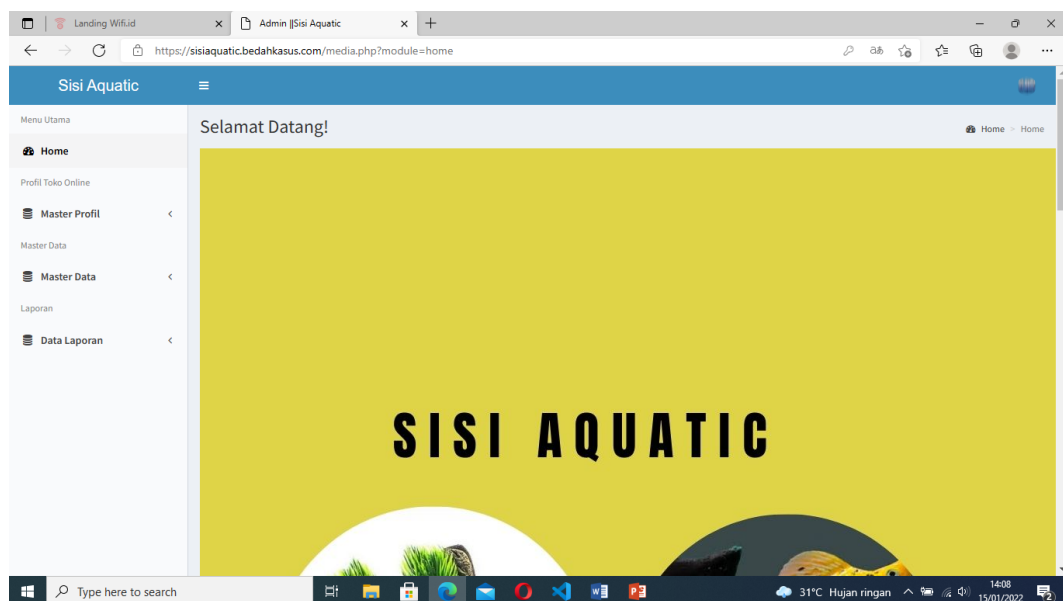 Landing Wifi.id
Admin ||Sisi Aquatic
https://sisiaquatic.bedahkasus.com/media.php?module=home
Sisi Aquatic
Menu Utama
Selamat Datang!
Home > Home
Home
Profil Toko Online
Master Profil
Master Data
Master Data
Laporan
Data Laporan
SISI AQUATIC
Type here to search
31°C Hujan ringan
14:08
15/01/2022